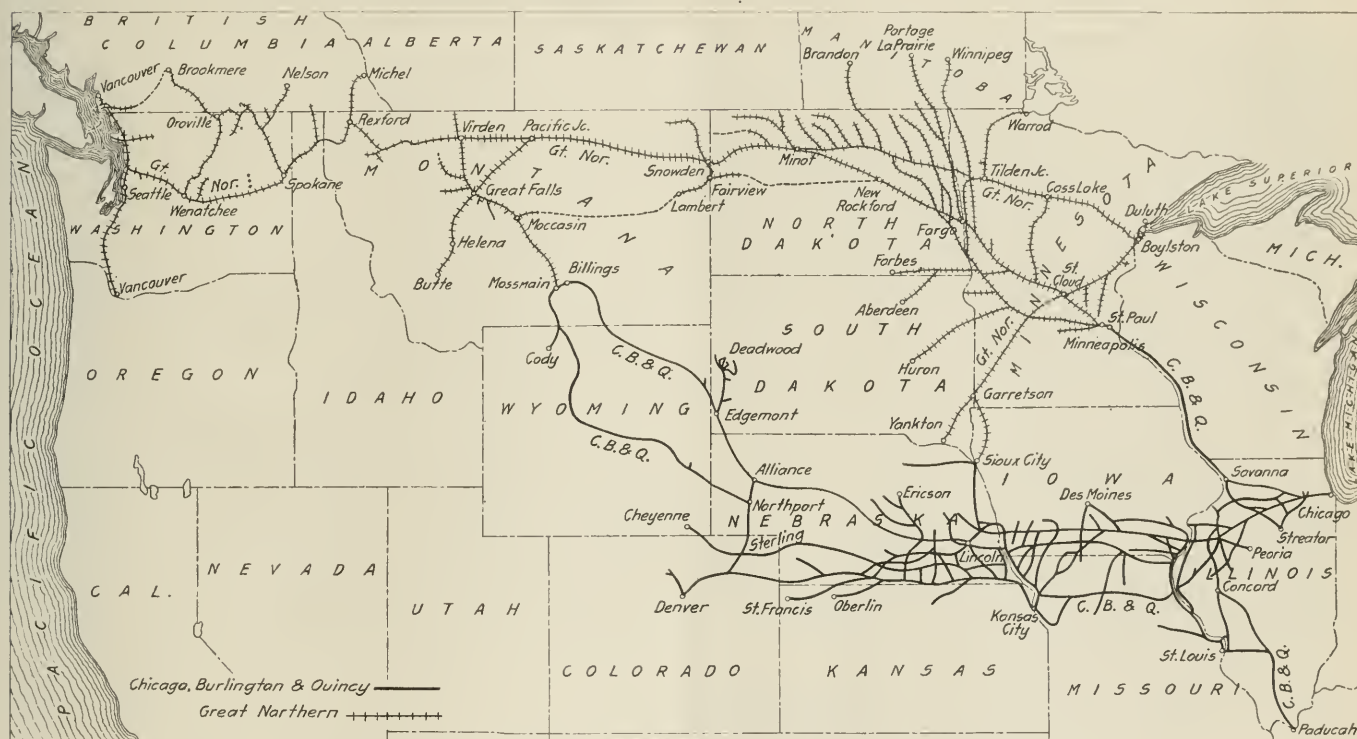 BRITISH
COLUMBIA
ALBERTA
SASKATCHEWAN
MANITOBA
Portage
La Prairie
Brandon
Winnipeg
Vancouver
Brookmere
Nelson
Michel
Oroville
Rexford
Virden
Pacific Jc.
Gt. Nor.
Warrod
Minot
Snowden
Fairview
Lambert
New
Rockford
Tilden Jc.
Gt. Nor.
Cass Lake
Duluth
LAKE SUPERIOR
Boylston
MICH.
Gt.
Nor.
Seattle
Wenatchee
Spokane
MONTANA
Great Falls
Moccasin
Helena
Butte
WASHINGTON
Vancouver
NORTH
DAKOTA
Fargo
Forbes
Aberdeen
MINNESOTA
St.
Cloud
St. Paul
Minneapolis
WISCONSIN
LAKE MICHIGAN
Billings
Mossmain
Cody
C.B.&Q.
C.B.&Q.
Deadwood
Edgemont
SOUTH
DAKOTA
Huron
Gt. Nor.
Garretson
Yankton
C.B.&Q.
OREGON
IDAHO
WYOMING
PACIFIC OCEAN
Alliance
Northport
NEBRASKA
Ericson
Sioux City
IOWA
Des Moines
Savanna
Chicago
Streator
Peoria
ILLINOIS
Concord
Cheyenne
Sterling
Lincoln
Denver
St. Francis
Oberlin
Kansas
City
C. B. & Q.
St. Louis
C.B.&Q.
Paducah
CAL.
NEVADA
UTAH
COLORADO
KANSAS
MISSOURI
Chicago, Burlingtan & Quincy
Great Narthern